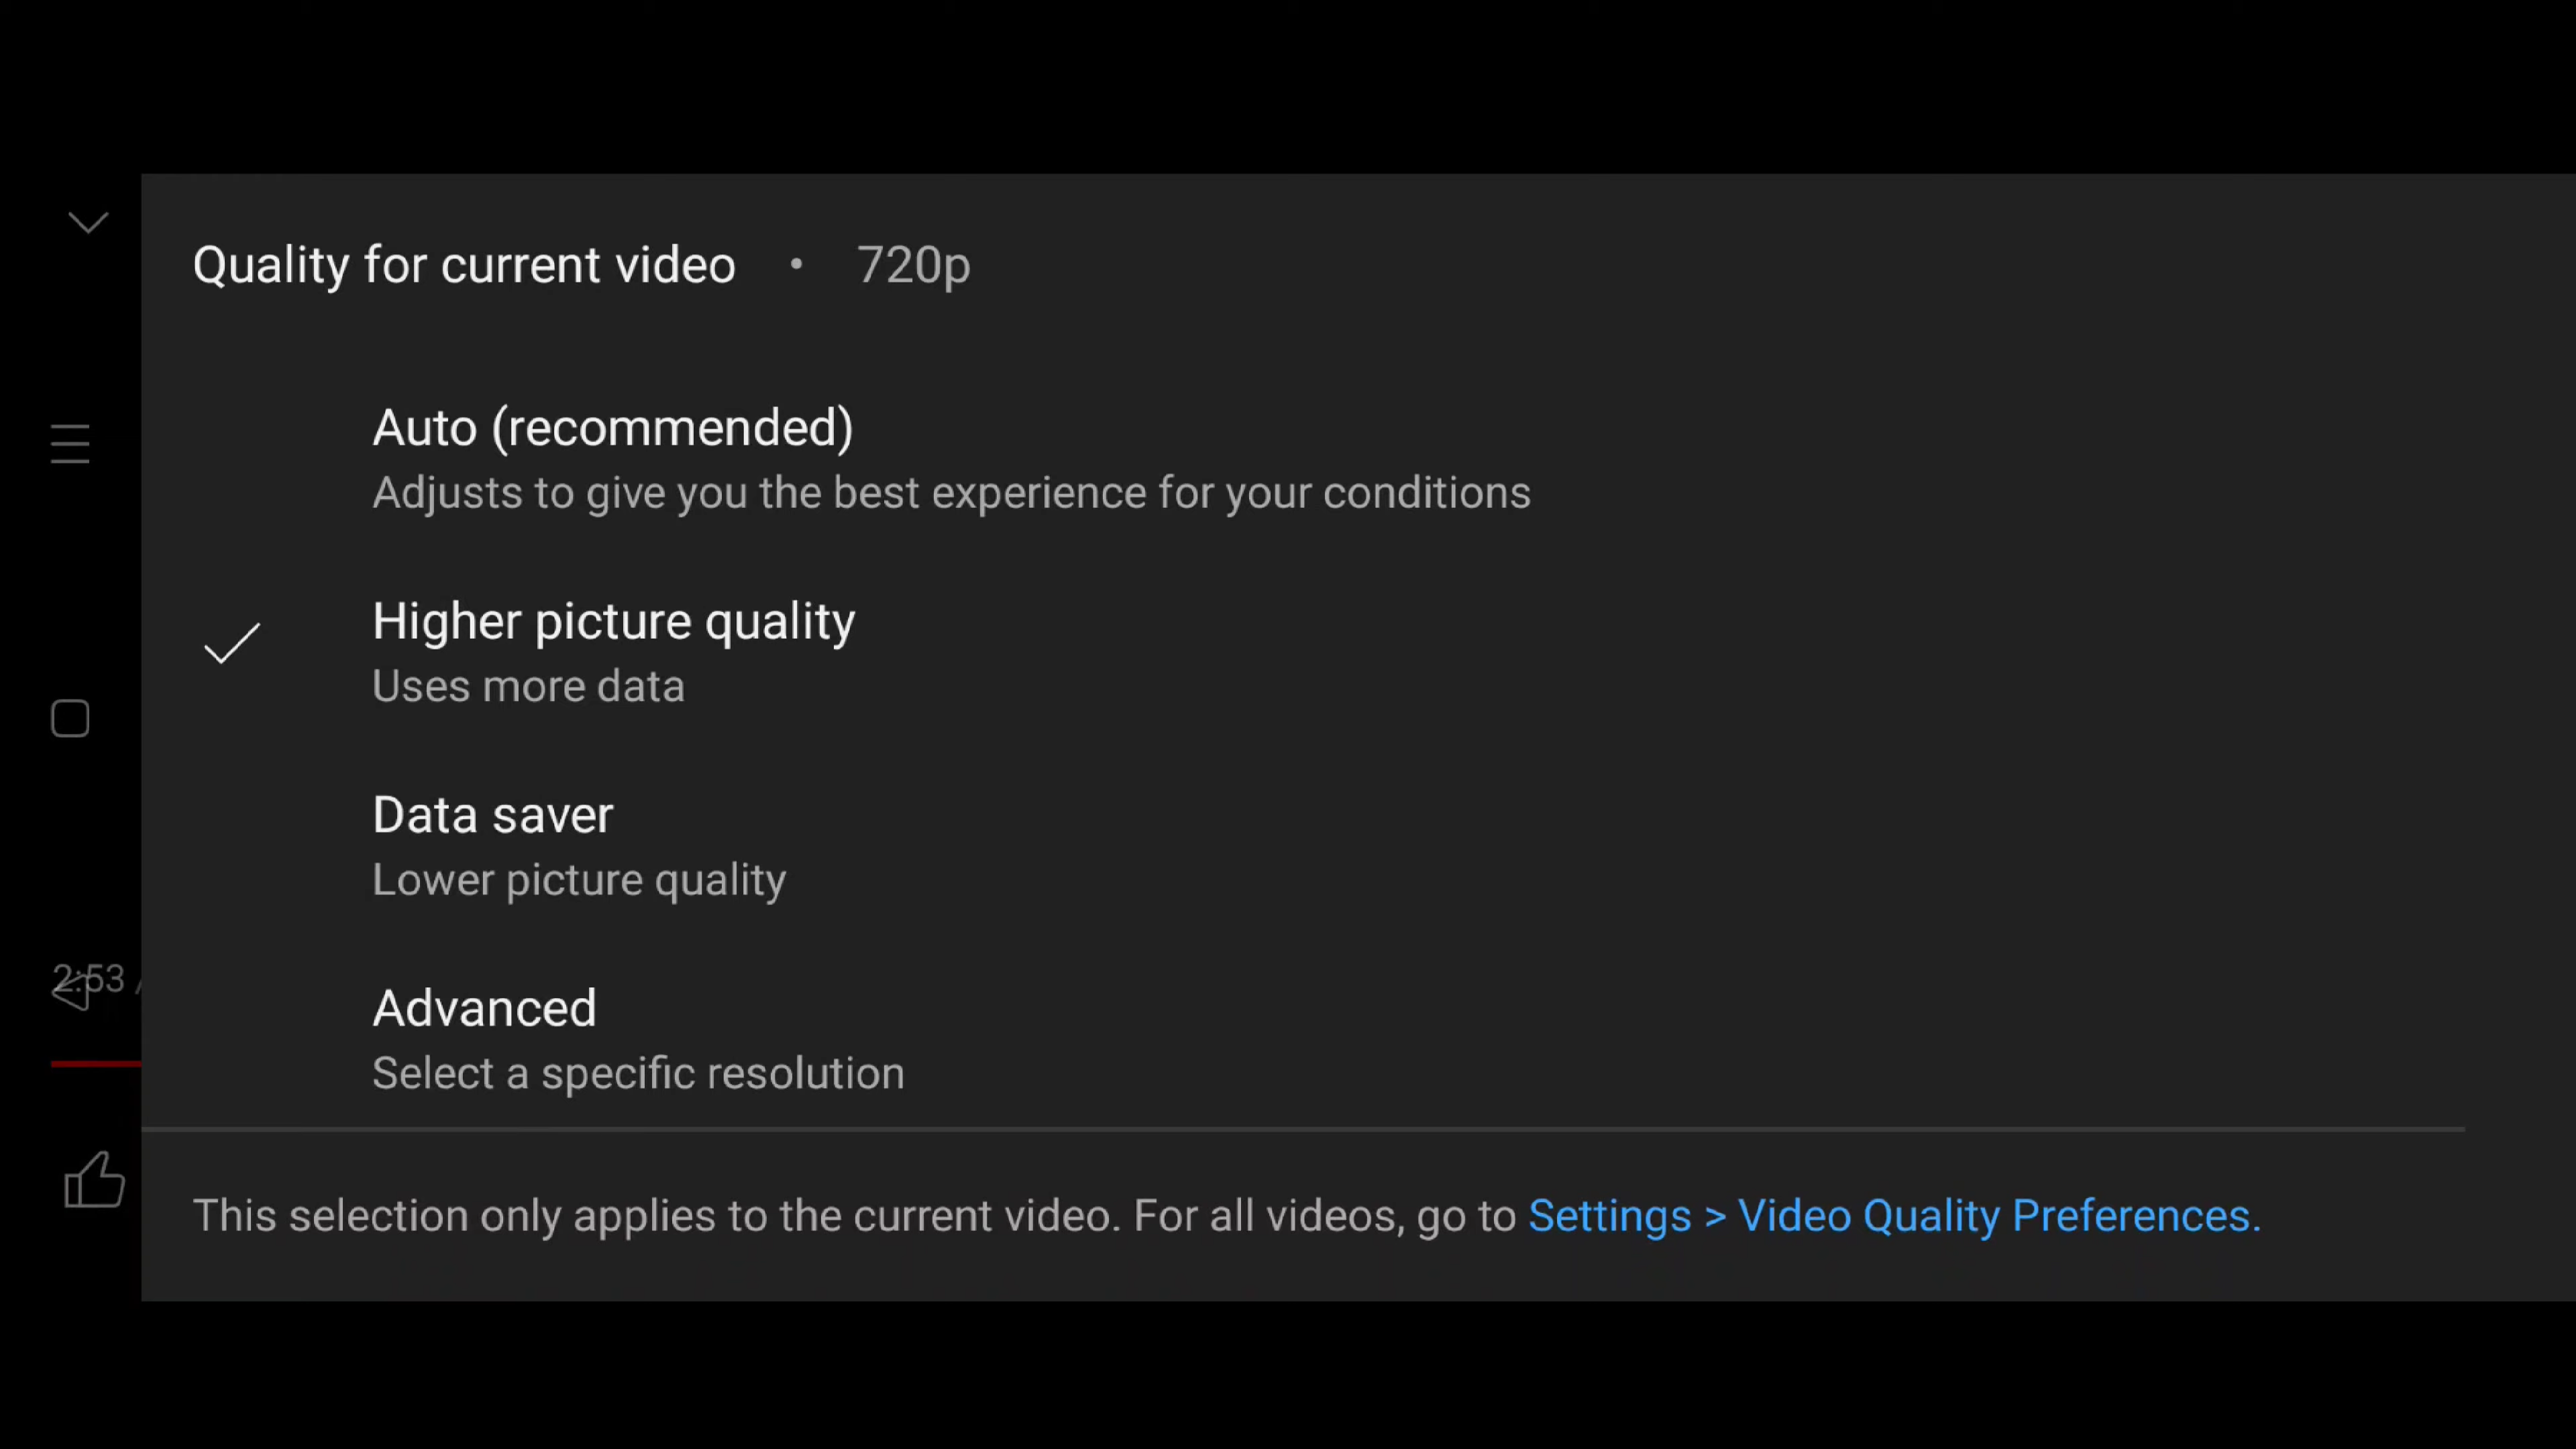 Quality for current video • 720p
Auto (recommended)
Adjusts to give you the best experience for your conditions
Higher picture quality
Uses more data
Data saver
Lower picture quality
2:53 /
Advanced
Select a specific resolution
This selection only applies to the current video. For all videos, go to Settings > Video Quality Preferences.